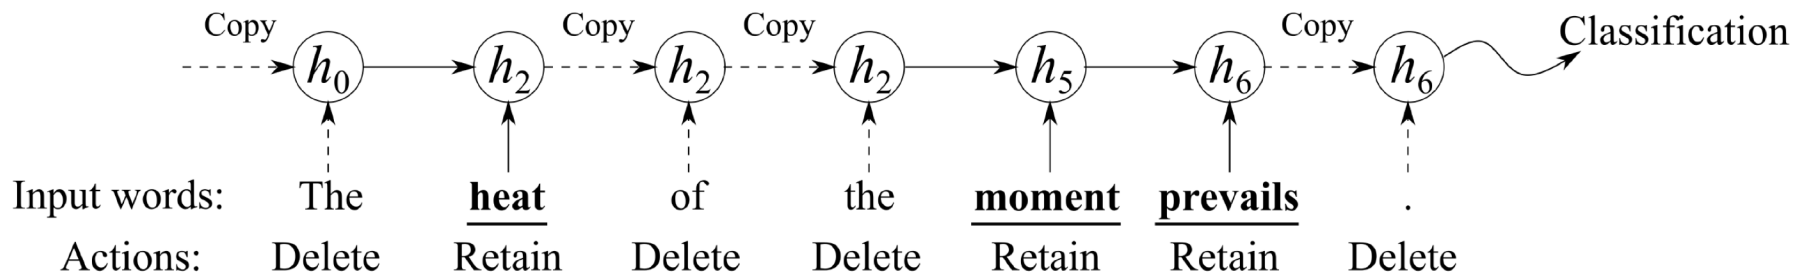 Copy Copy Copy Copy
h0 h2 h2 h2 h5 h6 h6 Classification
Input words: The heat of the moment prevails .
Actions: Delete Retain Delete Delete Retain Retain Delete